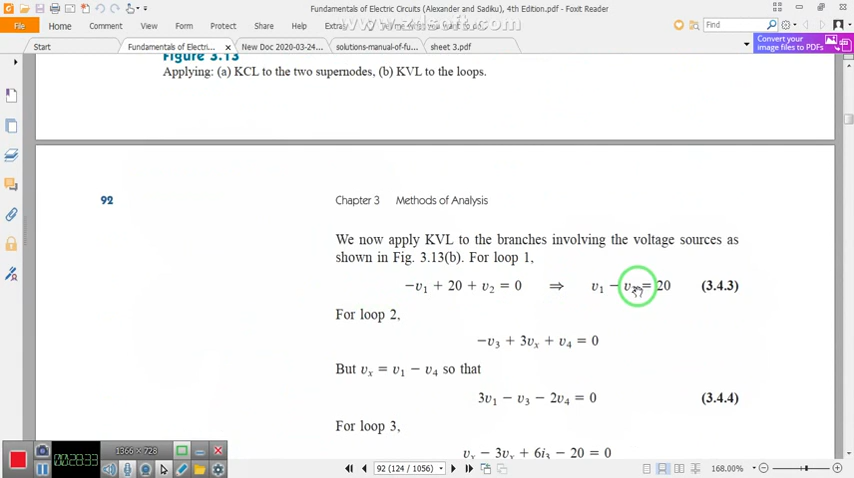 Fundamentals of Electric Circuits (Alexander and Sadiku), 4th Edition.pdf - Foxit Reader
File Home Comment View Form Protect Share Help Extras
Find
Convert your
image files to PDFs
Start Fundamentals of Electri... New Doc 2020-03-24... solutions-manual-of-fu... sheet 3.pdf
Figure 3.13
Applying: (a) KCL to the two supernodes, (b) KVL to the loops.
92 Chapter 3 Methods of Analysis
We now apply KVL to the branches involving the voltage sources as
shown in Fig. 3.13(b). For loop 1,
−v₁ + 20 + v₂ = 0 ⇒ v₁ − v₂ = 20 (3.4.3)
For loop 2,
−v₃ + 3vₓ + v₄ = 0
But vₓ = v₁ − v₄ so that
3v₁ − v₃ − 2v₄ = 0 (3.4.4)
For loop 3,
vₓ − 3vₓ + 6i₃ − 20 = 0
1366 × 728
00:28:33
92 (124 / 1056)
168.00%